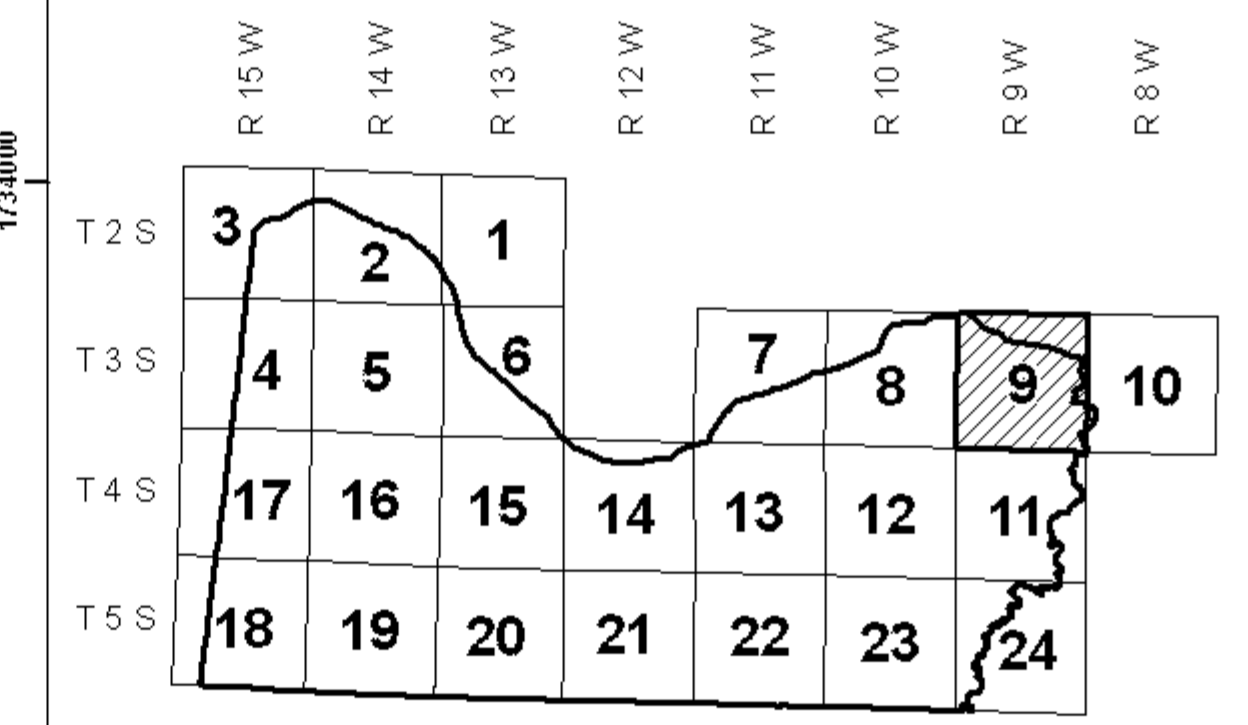 R 15 W R 14 W R 13 W R 12 W R 11 W R 10 W R 9 W R 8 W
1734000
T 2 S 3 2 1
T 3 S 4 5 6 7 8 9 10
T 4 S 17 16 15 14 13 12 11
T 5 S 18 19 20 21 22 23 24